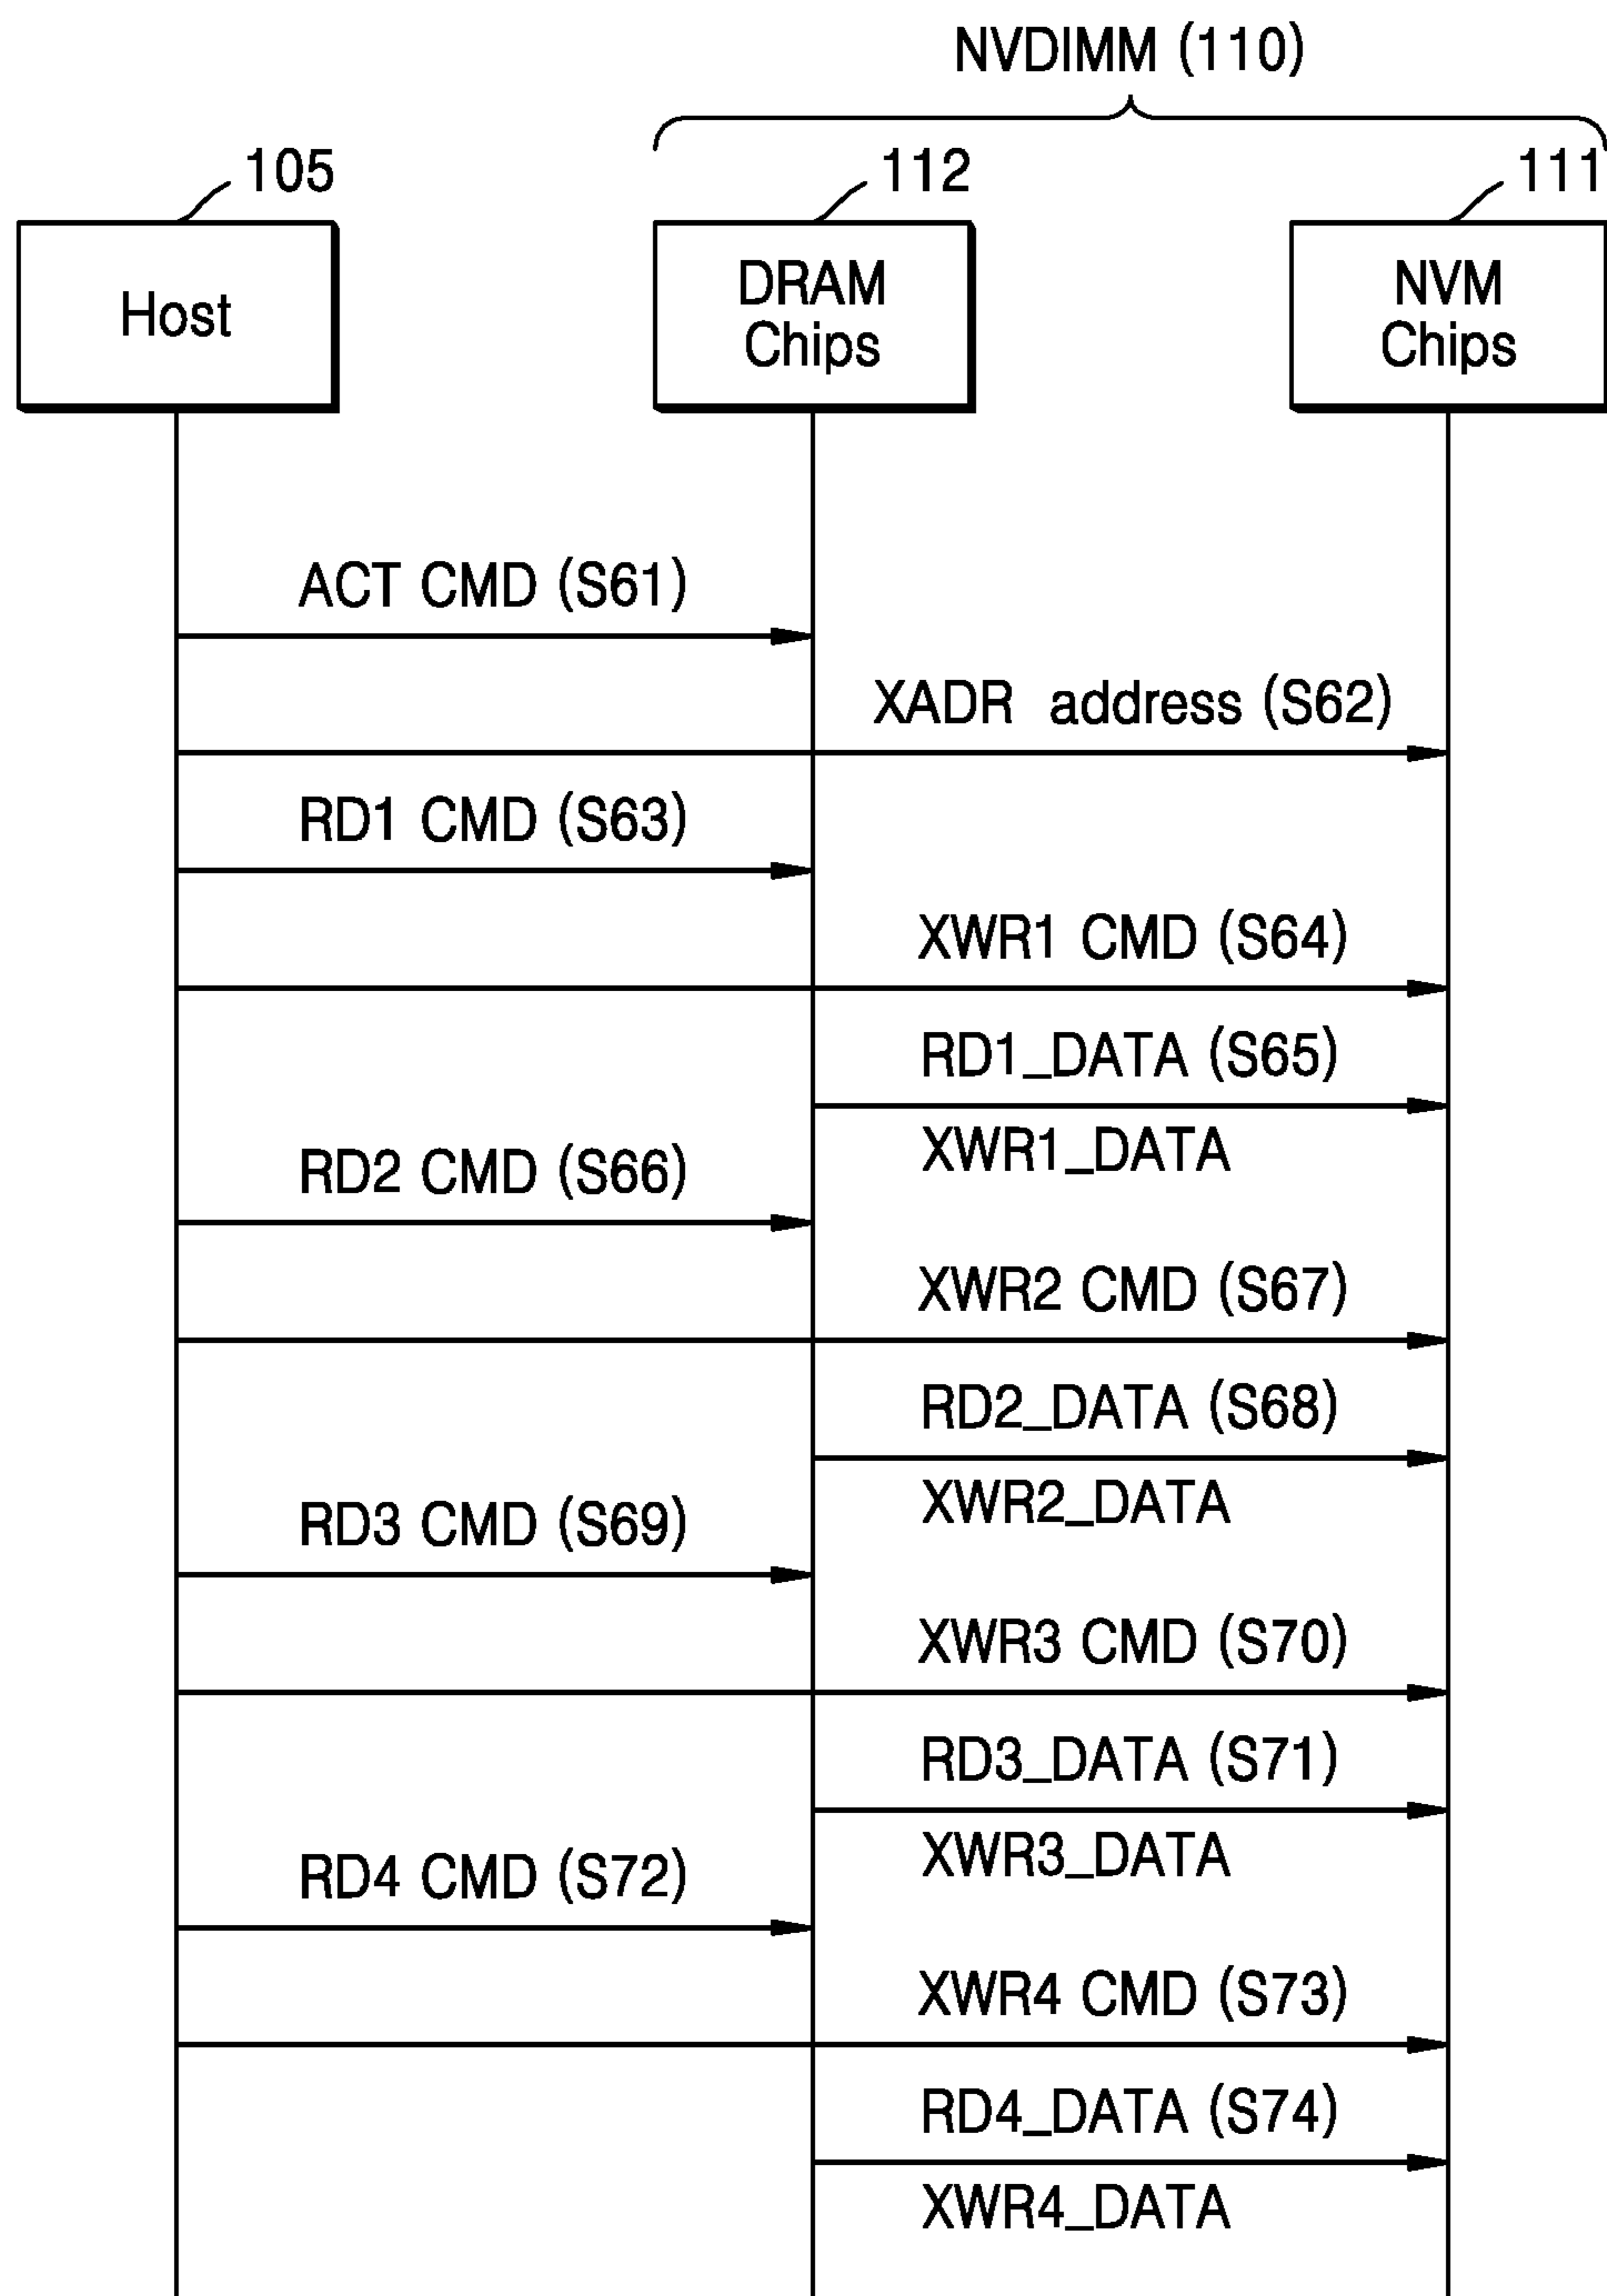 NVDIMM (110)
105
112
111
Host
DRAM
Chips
NVM
Chips
ACT CMD (S61)
XADR address (S62)
RD1 CMD (S63)
XWR1 CMD (S64)
RD1_DATA (S65)
XWR1_DATA
RD2 CMD (S66)
XWR2 CMD (S67)
RD2_DATA (S68)
XWR2_DATA
RD3 CMD (S69)
XWR3 CMD (S70)
RD3_DATA (S71)
XWR3_DATA
RD4 CMD (S72)
XWR4 CMD (S73)
RD4_DATA (S74)
XWR4_DATA